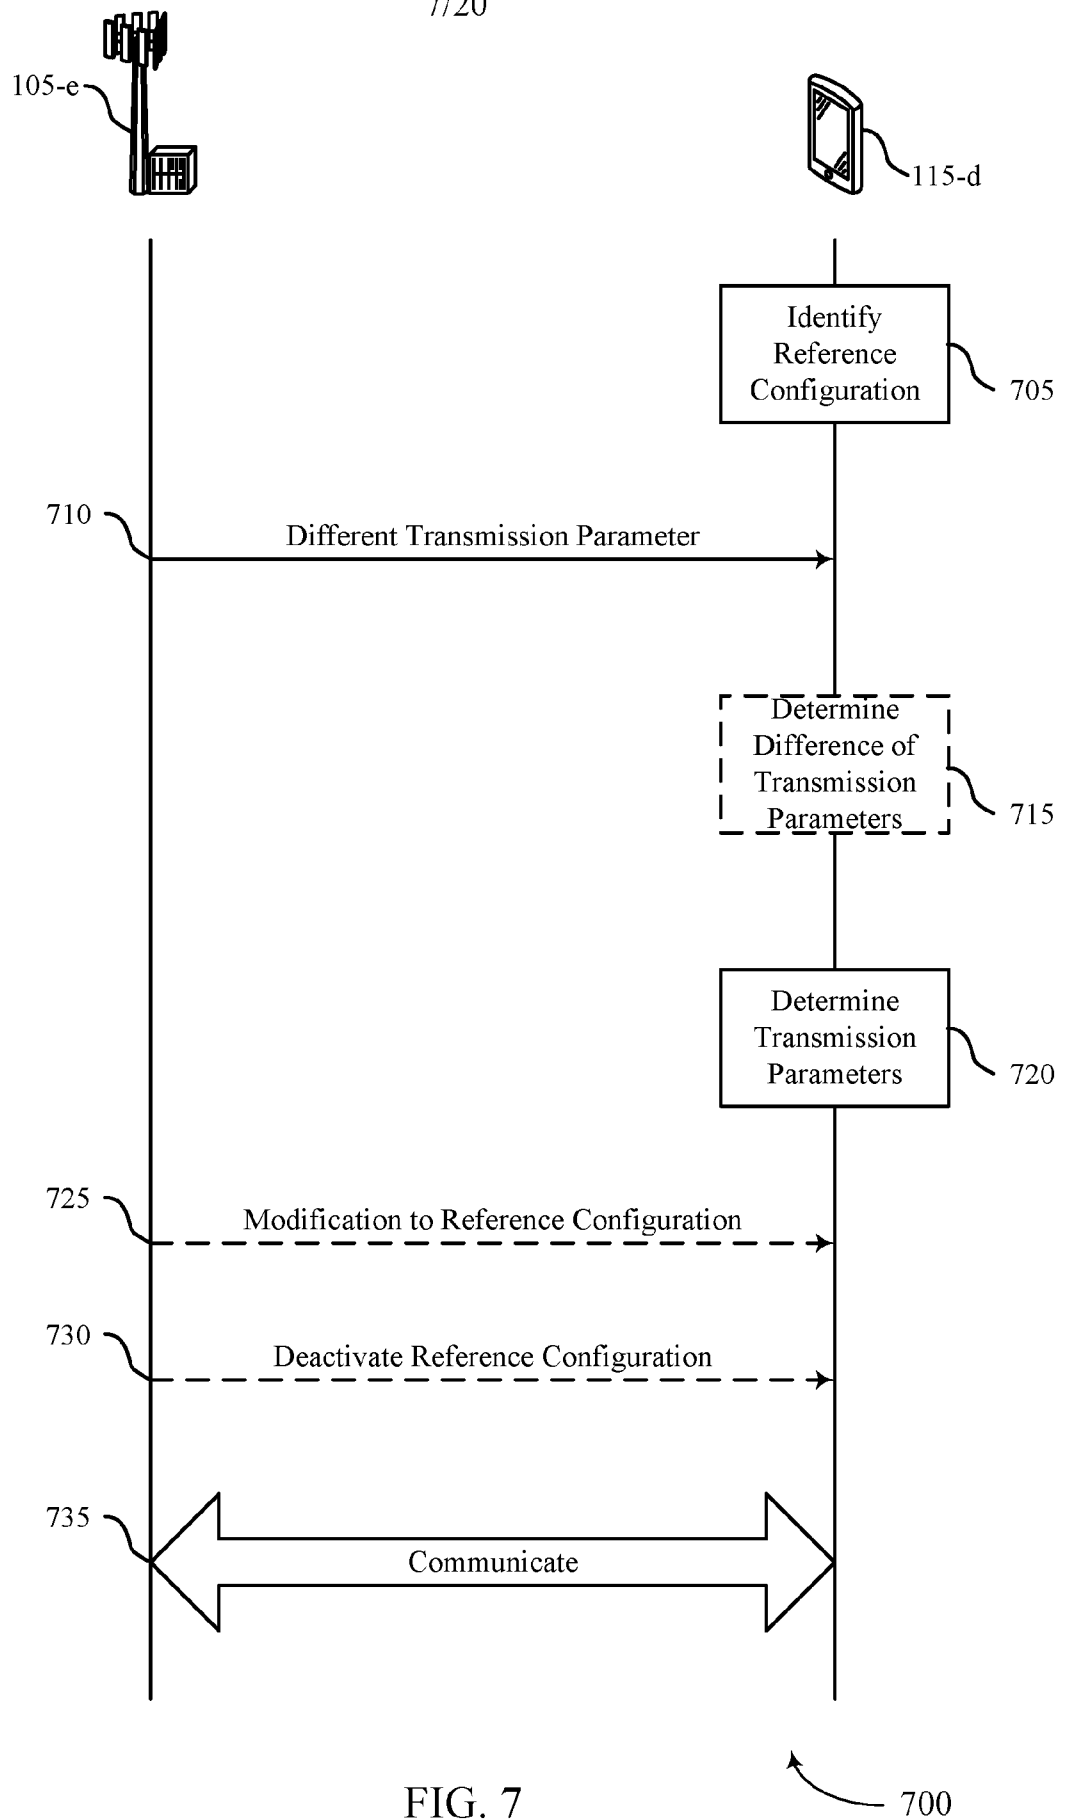 7/20
105-e
115-d
Identify
Reference
Configuration
705
710
Different Transmission Parameter
Determine
Difference of
Transmission
Parameters
715
Determine
Transmission
Parameters
720
725
Modification to Reference Configuration
730
Deactivate Reference Configuration
735
Communicate
FIG. 7
700